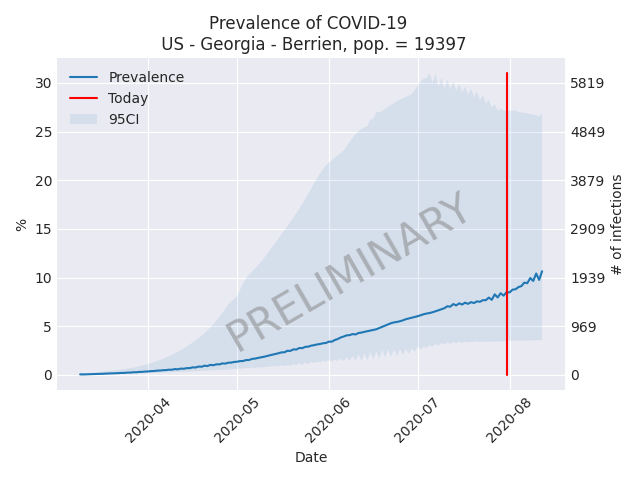 Prevalence of COVID-19
US - Georgia - Berrien, pop. = 19397
Prevalence
Today
95CI
PRELIMINARY
%
30
25
20
15
10
5
0
5819
4849
3879
2909
1939
969
0
# of infections
2020-04
2020-05
2020-06
2020-07
2020-08
Date